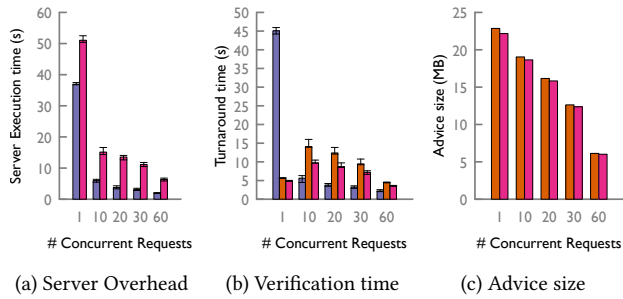 (a)
Server Execution time (s)
70
60
50
40
30
20
10
0
1 10 20 30 60
# Concurrent Requests
(a) Server Overhead
(b)
Turnaround time (s)
50
45
40
35
30
25
20
15
10
5
0
1 10 20 30 60
# Concurrent Requests
(b) Verification time
(c)
Advice size (MB)
25
20
15
10
5
0
1 10 20 30 60
# Concurrent Requests
(c) Advice size